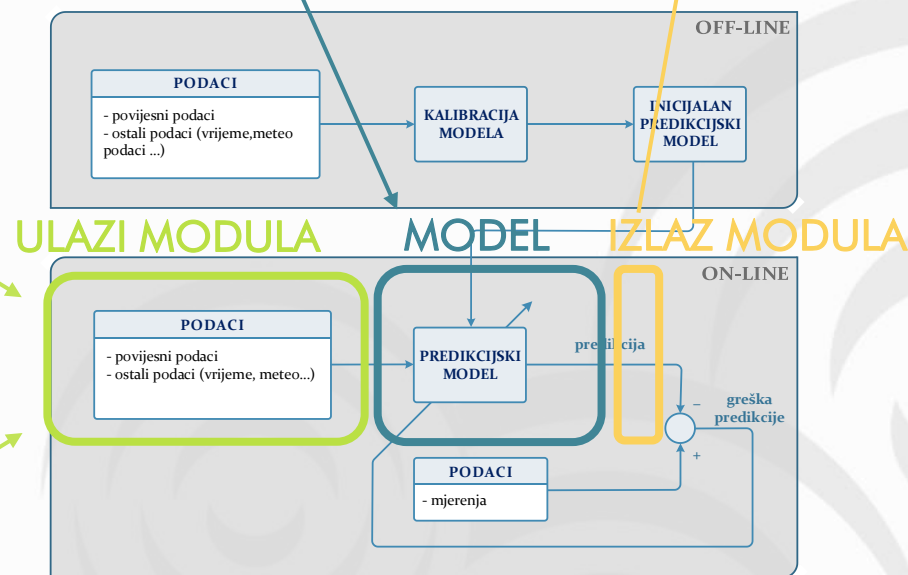 OFF-LINE
PODACI
- povijesni podaci
- ostali podaci (vrijeme,meteo
podaci ...)
KALIBRACIJA
MODELA
INICIJALAN
PREDIKCIJSKI
MODEL
ULAZI MODULA
MODEL
IZLAZ MODULA
ON-LINE
PODACI
- povijesni podaci
- ostali podaci (vrijeme, meteo...)
PREDIKCIJSKI
MODEL
predikcija
–
greška
predikcije
+
PODACI
- mjerenja